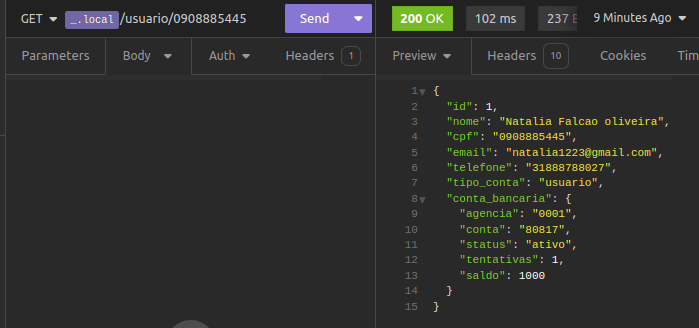 GET _.local/usuario/0908885445 Send 200 OK 102 ms 237 9 Minutes Ago
Parameters Body Auth Headers 1 Preview Headers 10 Cookies Tim
1 {
2 "id": 1,
3 "nome": "Natalia Falcao oliveira",
4 "cpf": "0908885445",
5 "email": "natalia1223@gmail.com",
6 "telefone": "31888788027",
7 "tipo_conta": "usuario",
8 "conta_bancaria": {
9 "agencia": "0001",
10 "conta": "80817",
11 "status": "ativo",
12 "tentativas": 1,
13 "saldo": 1000
14 }
15 }